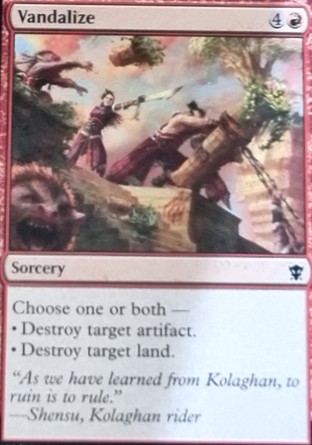 Vandalize 4
Sorcery
Choose one or both —
• Destroy target artifact.
• Destroy target land.
"As we have learned from Kolaghan, to
ruin is to rule."
—Shensu, Kolaghan rider